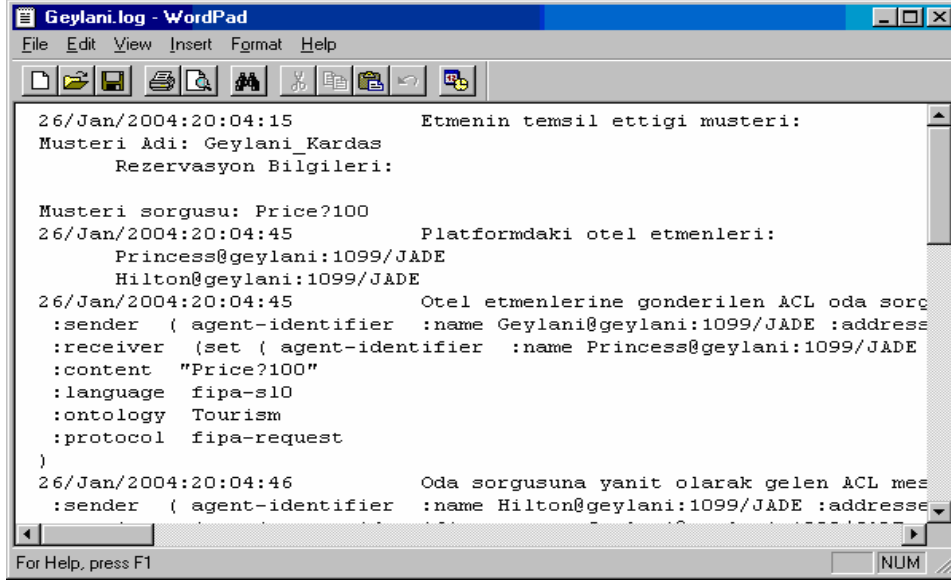 Geylani.log - WordPad
File Edit View Insert Format Help
26/Jan/2004:20:04:15 Etmenin temsil ettigi musteri:
Musteri Adi: Geylani_Kardas
Rezervasyon Bilgileri:
Musteri sorgusu: Price?100
26/Jan/2004:20:04:45 Platformdaki otel etmenleri:
Princess@geylani:1099/JADE
Hilton@geylani:1099/JADE
26/Jan/2004:20:04:45 Otel etmenlerine gonderilen ACL oda sorg
:sender ( agent-identifier :name Geylani@geylani:1099/JADE :address
:receiver (set ( agent-identifier :name Princess@geylani:1099/JADE
:content "Price?100"
:language fipa-sl0
:ontology Tourism
:protocol fipa-request
)
26/Jan/2004:20:04:46 Oda sorgusuna yanit olarak gelen ACL mes
:sender ( agent-identifier :name Hilton@geylani:1099/JADE :addresse
For Help, press F1 NUM